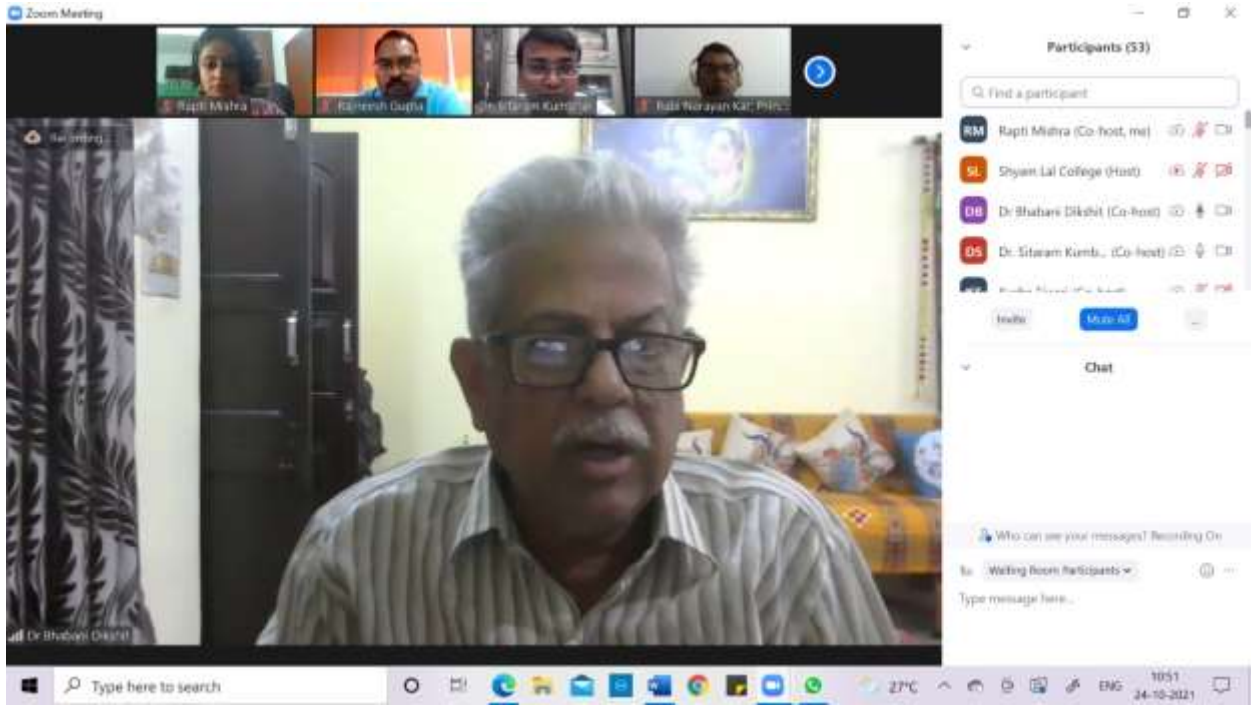 Zoom Meeting
Rapti Mishra
Rajneesh Gupta
Dr. Sitaram Kumbhar
Rabi Narayan Kar, Princ...
Recording...
Dr Bhabani Dikshit
Participants (53)
Find a participant
RM Rapti Mishra (Co-host, me)
SL Shyam Lal College (Host)
DB Dr Bhabani Dikshit (Co-host)
DS Dr. Sitaram Kumb... (Co-host)
Invite
Mute All
...
Chat
Who can see your messages? Recording On
To: Waiting Room Participants
Type message here...
Type here to search
27°C
ENG
10:51
24-10-2021